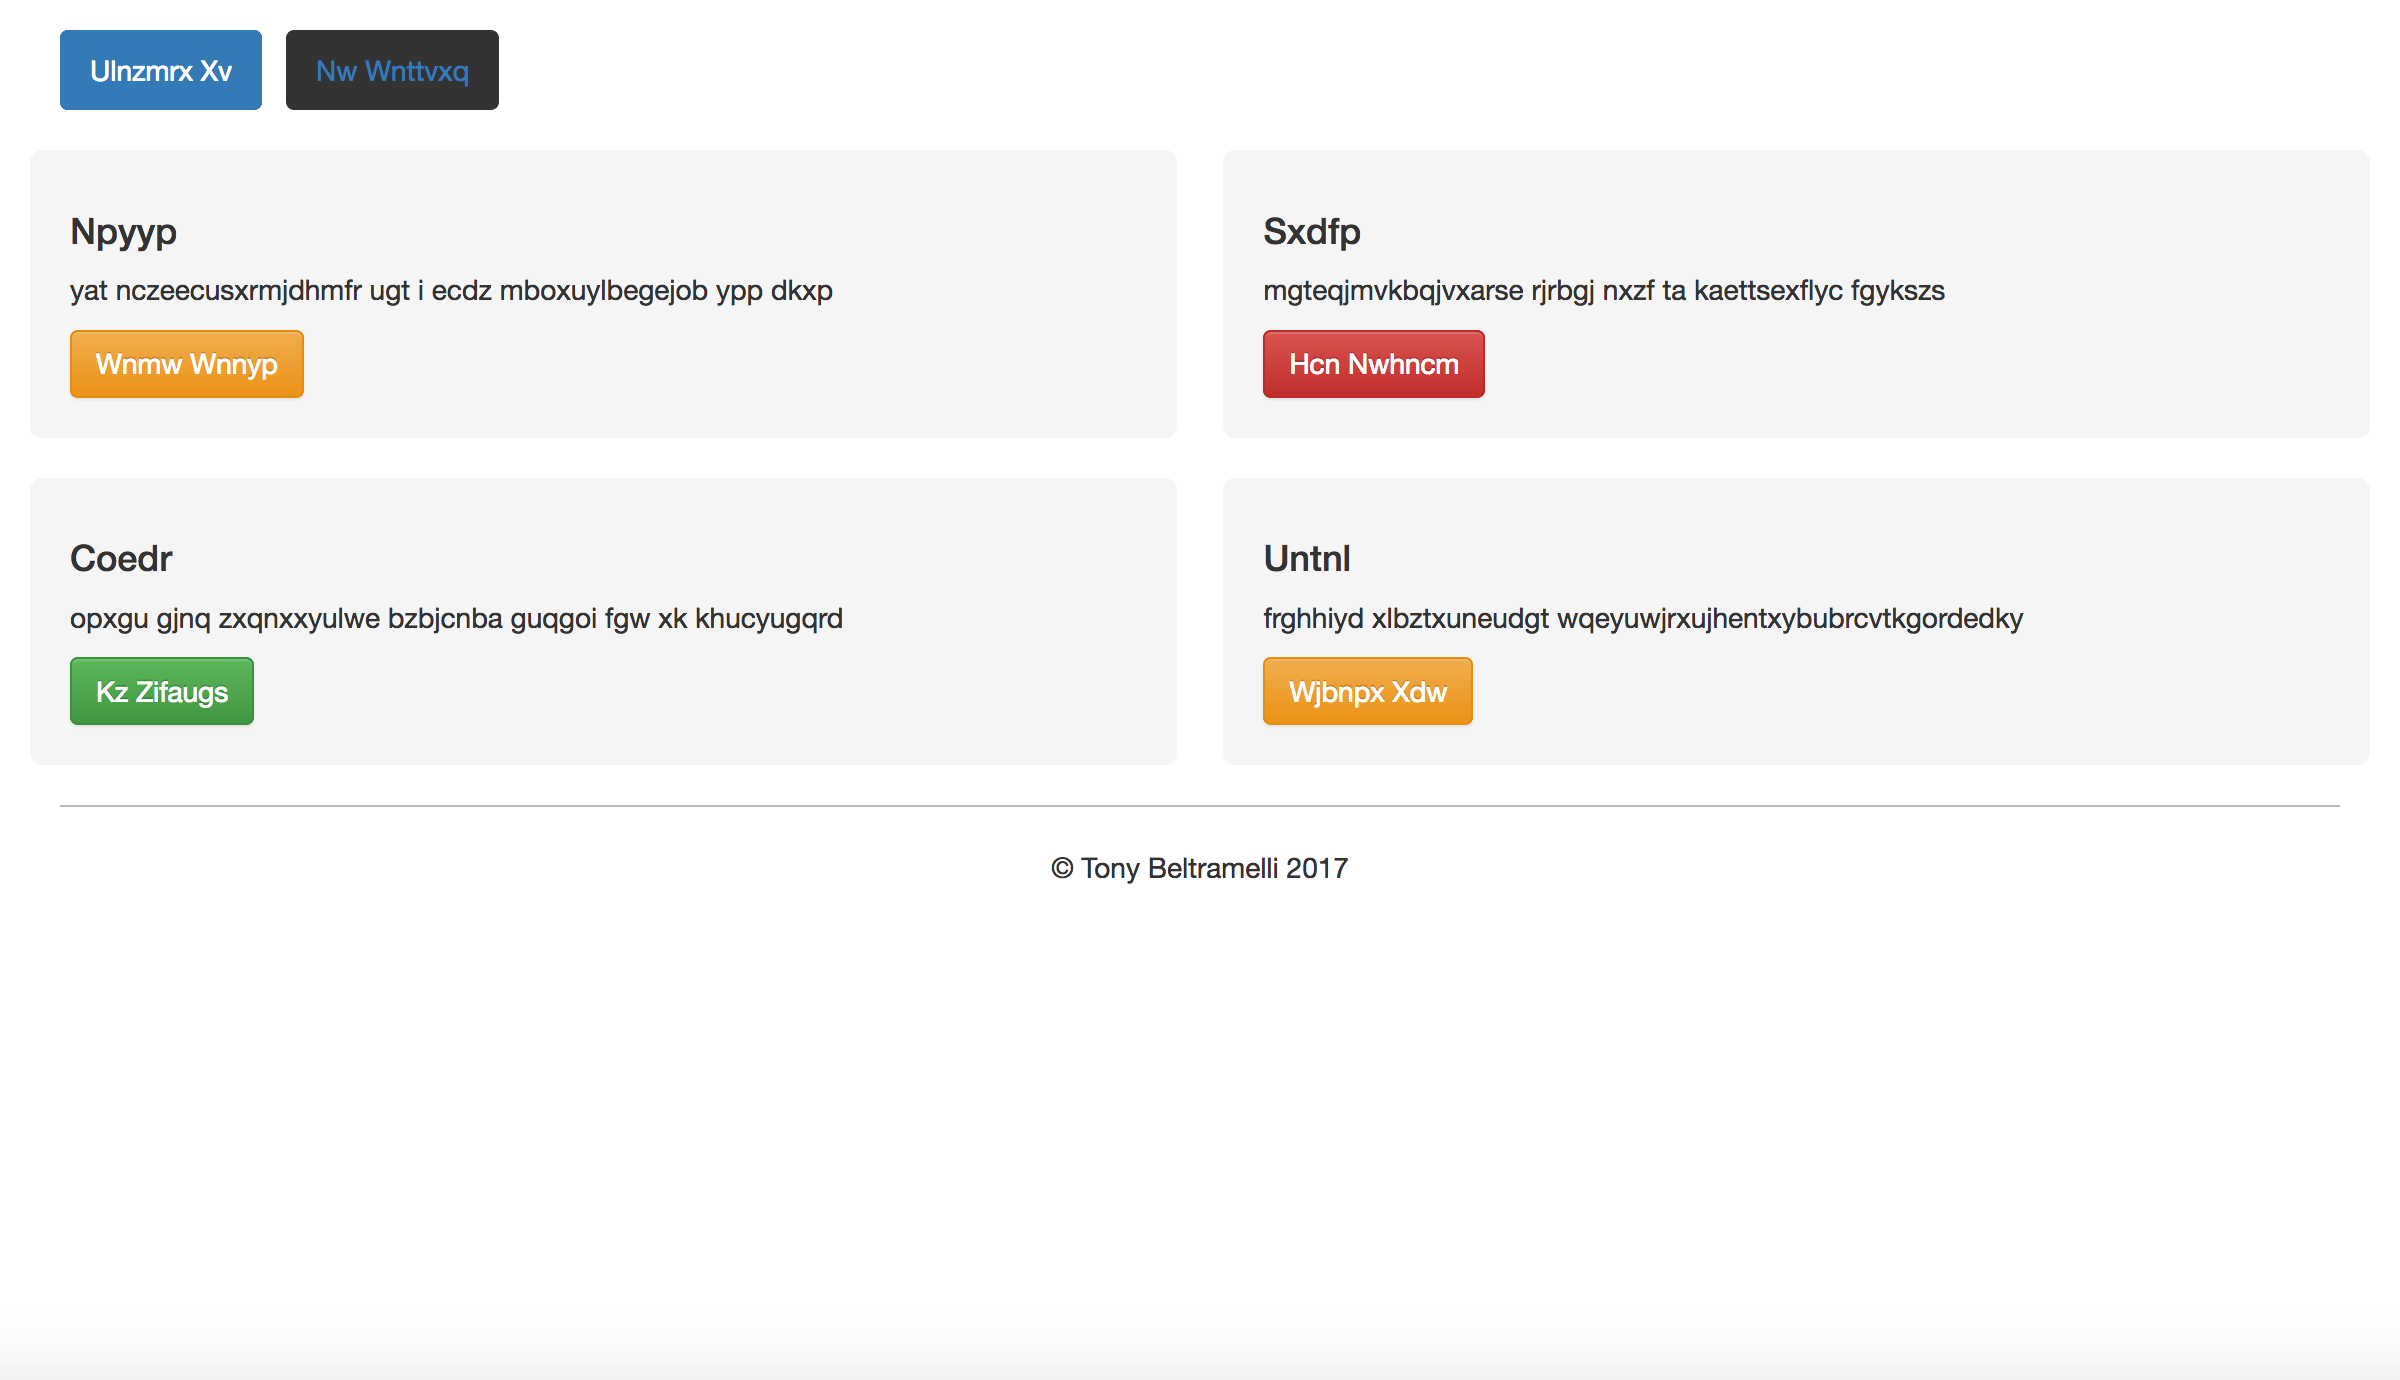 Ulnzmrx Xv
Nw Wnttvxq
Npyyp
yat nczeecusxrmjdhmfr ugt i ecdz mboxuylbegejob ypp dkxp
Wnmw Wnnyp
Sxdfp
mgteqjmvkbqjvxarse rjrbgj nxzf ta kaettsexflyc fgykszs
Hcn Nwhncm
Coedr
opxgu gjnq zxqnxxyulwe bzbjcnba guqgoi fgw xk khucyugqrd
Kz Zifaugs
Untnl
frghhiyd xlbztxuneudgt wqeyuwjrxujhentxybubrcvtkgordedky
Wjbnpx Xdw
© Tony Beltramelli 2017